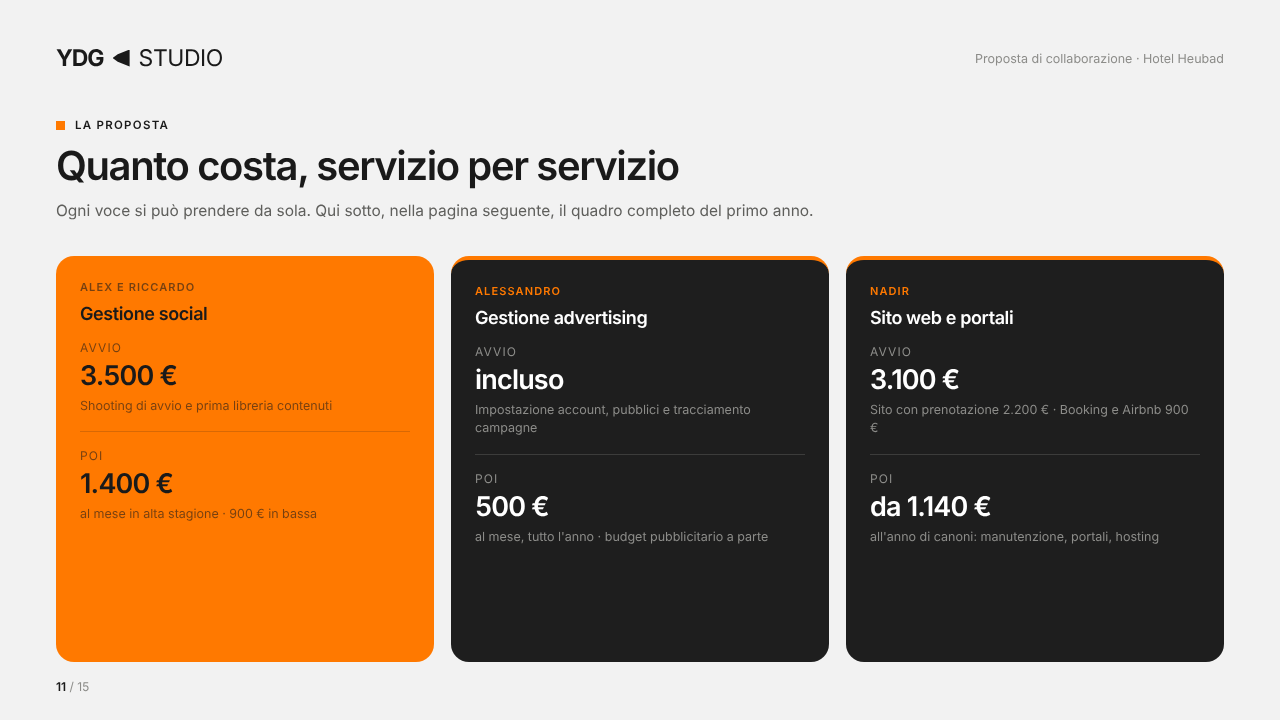 YDG STUDIO
Proposta di collaborazione · Hotel Heubad
LA PROPOSTA
Quanto costa, servizio per servizio
Ogni voce si può prendere da sola. Qui sotto, nella pagina seguente, il quadro completo del primo anno.
ALEX E RICCARDO
Gestione social
AVVIO
3.500 €
Shooting di avvio e prima libreria contenuti
POI
1.400 €
al mese in alta stagione · 900 € in bassa
ALESSANDRO
Gestione advertising
AVVIO
incluso
Impostazione account, pubblici e tracciamento
campagne
POI
500 €
al mese, tutto l'anno · budget pubblicitario a parte
NADIR
Sito web e portali
AVVIO
3.100 €
Sito con prenotazione 2.200 € · Booking e Airbnb 900
€
POI
da 1.140 €
all'anno di canoni: manutenzione, portali, hosting
11 / 15